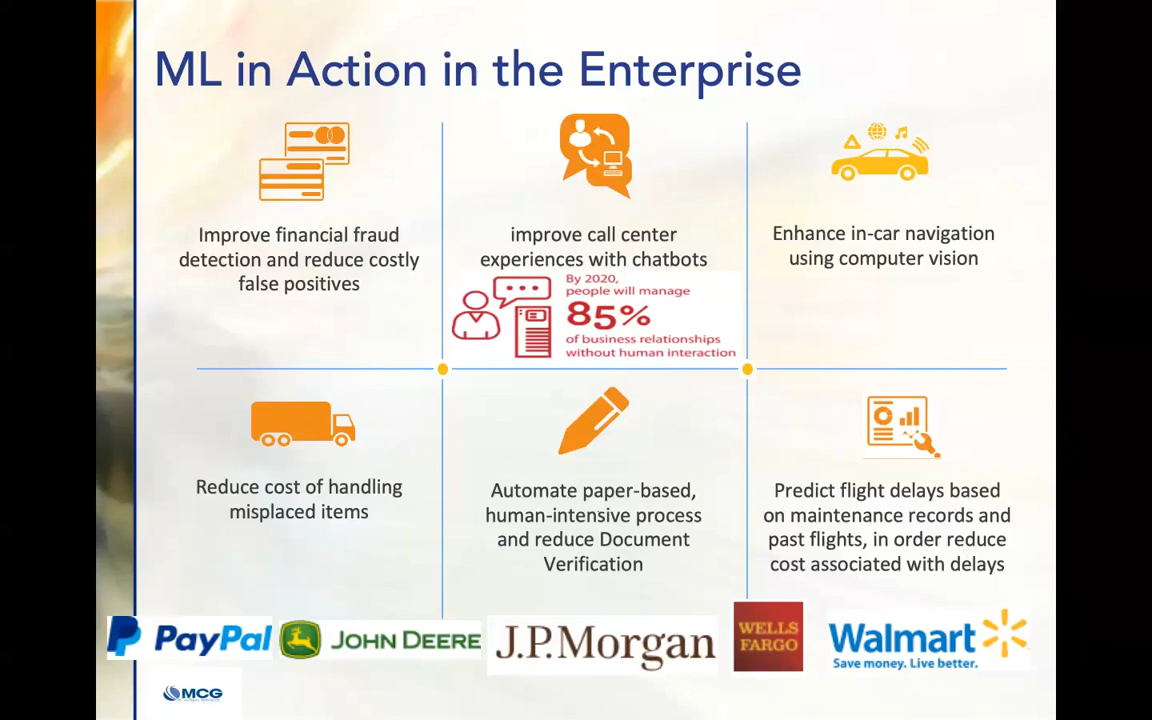 ML in Action in the Enterprise
Improve financial fraud
detection and reduce costly
false positives
improve call center
experiences with chatbots
By 2020,
people will manage
85%
of business relationships
without human interaction
Enhance in-car navigation
using computer vision
Reduce cost of handling
misplaced items
Automate paper-based,
human-intensive process
and reduce Document
Verification
Predict flight delays based
on maintenance records and
past flights, in order reduce
cost associated with delays
PayPal
JOHN DEERE
J.P.Morgan
WELLS
FARGO
Walmart
Save money. Live better.
MCG